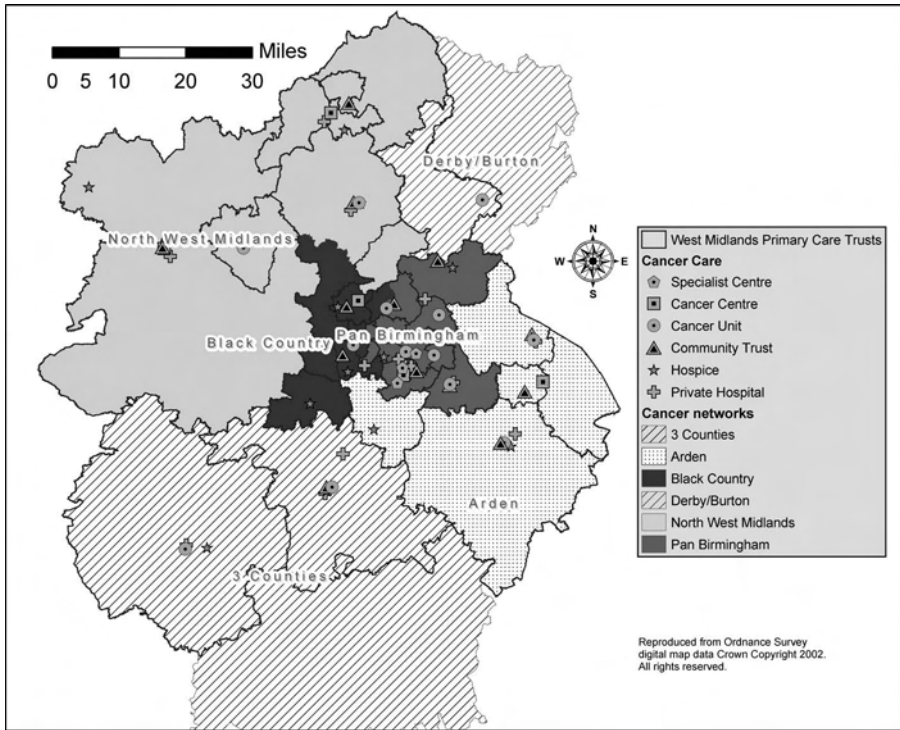 Miles
0 5 10 20 30
Derby/Burton
North West Midlands
N
W E
S
Black Country
Pan Birmingham
Arden
3 Counties
West Midlands Primary Care Trusts
Cancer Care
Specialist Centre
Cancer Centre
Cancer Unit
Community Trust
Hospice
Private Hospital
Cancer networks
3 Counties
Arden
Black Country
Derby/Burton
North West Midlands
Pan Birmingham
Reproduced from Ordnance Survey
digital map data Crown Copyright 2002.
All rights reserved.